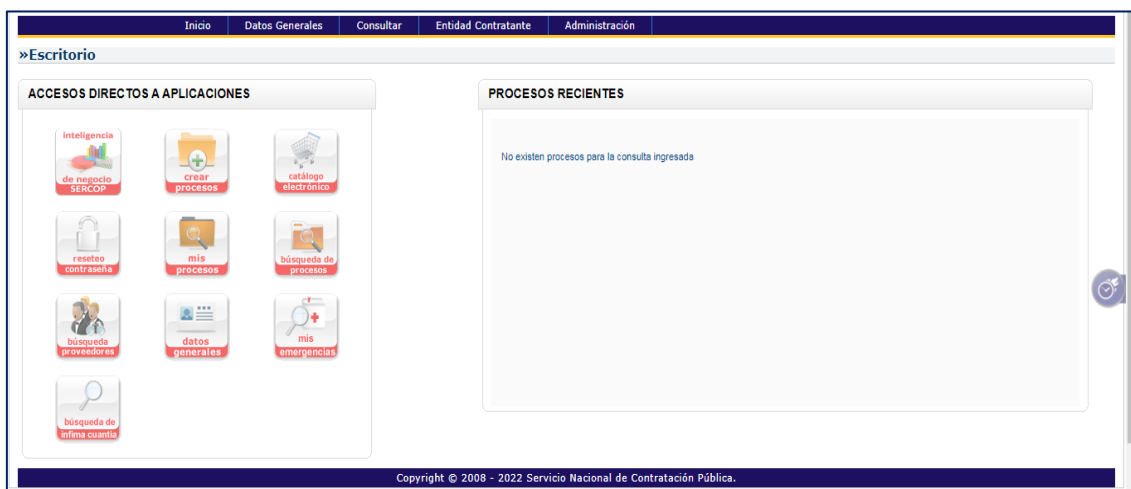 Inicio Datos Generales Consultar Entidad Contratante Administración
»Escritorio
ACCESOS DIRECTOS A APLICACIONES
inteligencia
de negocio
SERCOP
crear
procesos
catálogo
electrónico
reseteo
contraseña
mis
procesos
búsqueda de
procesos
búsqueda
proveedores
datos
generales
mis
emergencias
búsqueda de
ínfima cuantía
PROCESOS RECIENTES
No existen procesos para la consulta ingresada
Copyright © 2008 - 2022 Servicio Nacional de Contratación Pública.